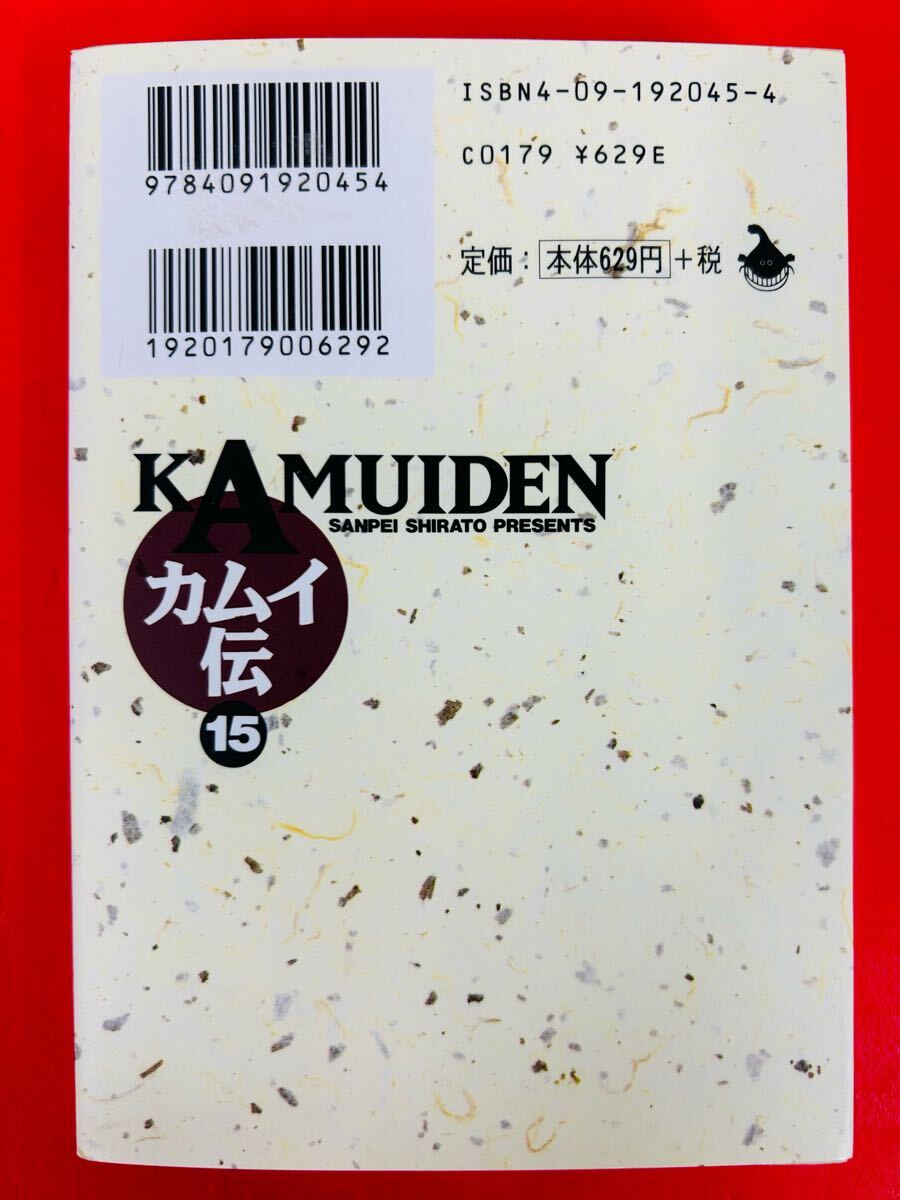 9784091920454
1920179006292
ISBN4-09-192045-4
C0179 ¥629E
定価：本体629円＋税
KAMUIDEN
SANPEI SHIRATO PRESENTS
カムイ
伝
15